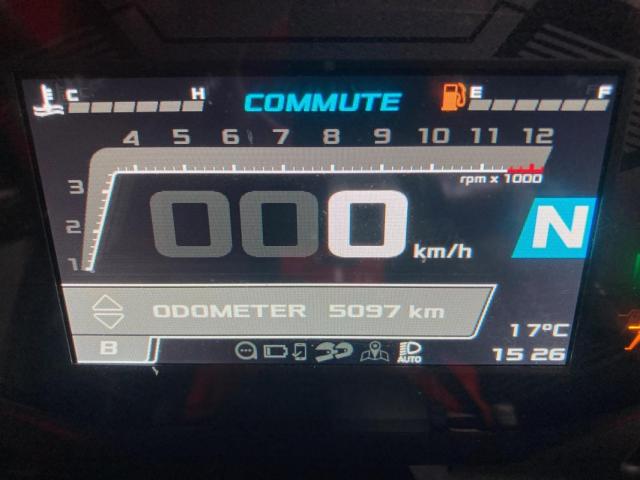 C H COMMUTE E F
4 5 6 7 8 9 10 11 12
rpm x 1000
3
2
1
000 km/h N
ODOMETER 5097 km
17°C
B AUTO 15 26